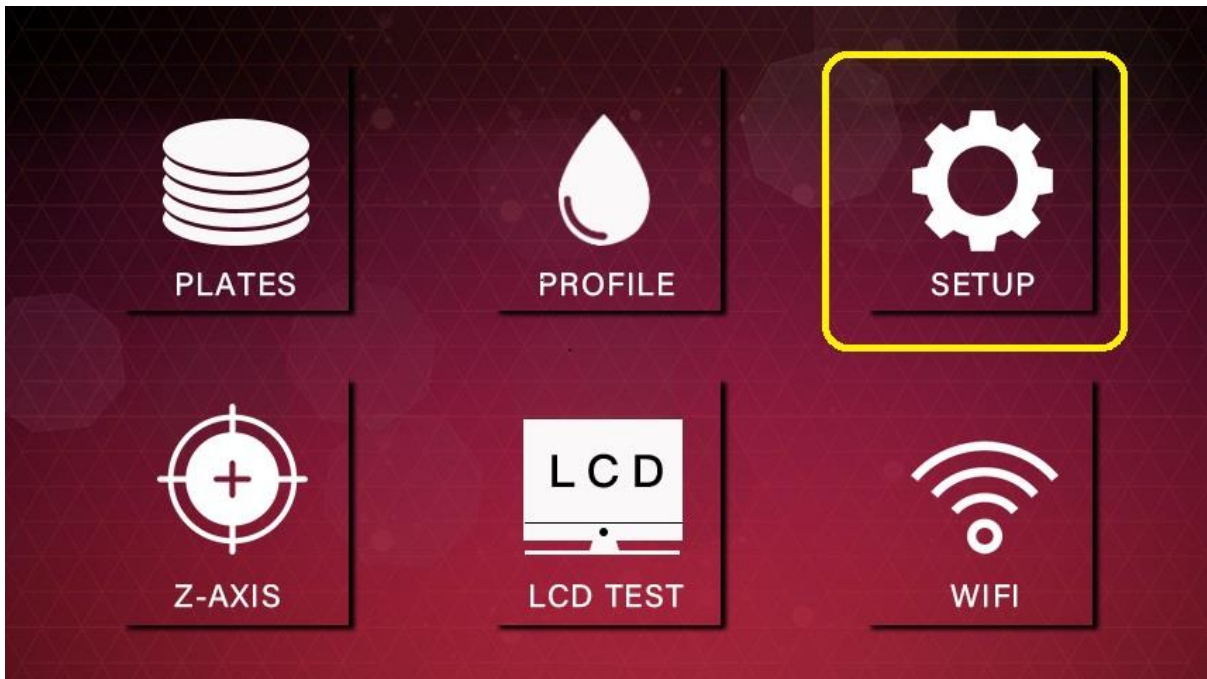 PLATES
PROFILE
SETUP
Z-AXIS
LCD
LCD TEST
WIFI